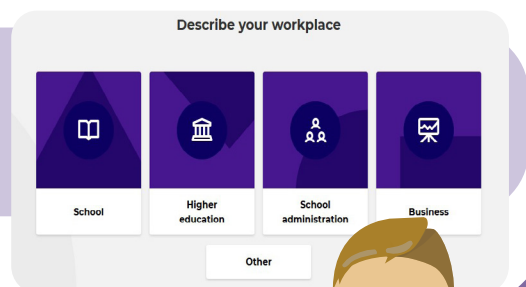 Describe your workplace
School
Higher
education
School
administration
Business
Other